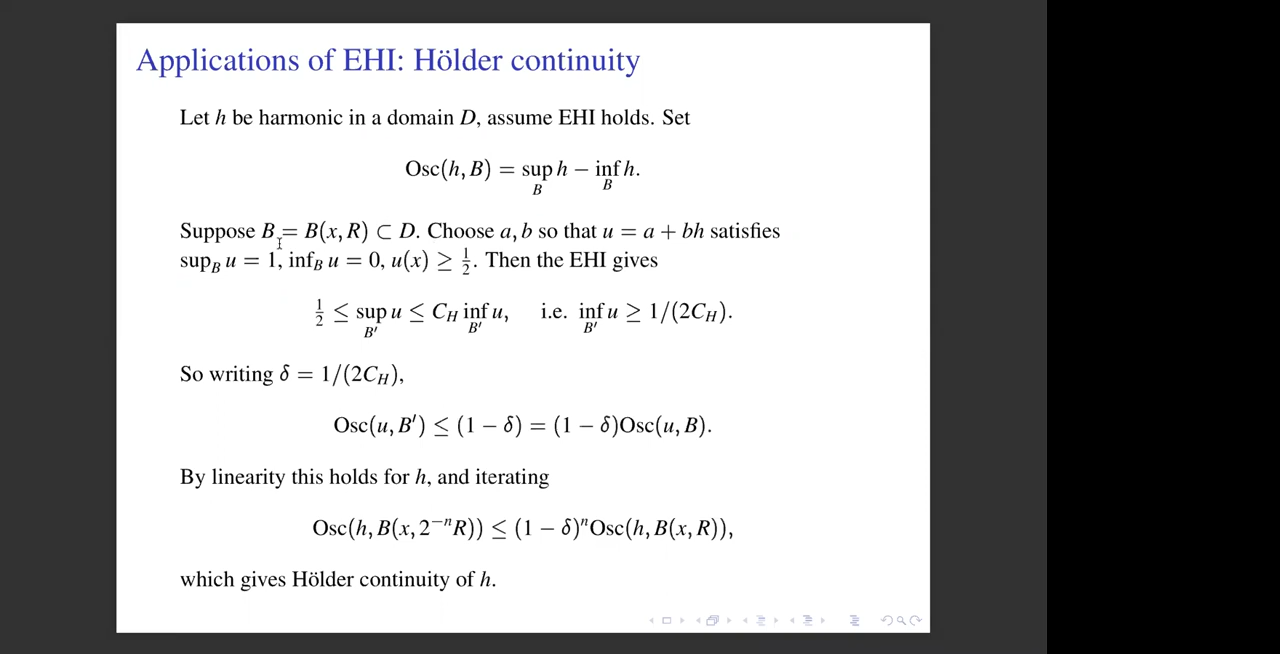 Applications of EHI: Hölder continuity
Let h be harmonic in a domain D, assume EHI holds. Set
Osc(h, B) = sup_B h − inf_B h.
Suppose B = B(x, R) ⊂ D. Choose a, b so that u = a + bh satisfies
sup_B u = 1, inf_B u = 0, u(x) ≥ 1/2. Then the EHI gives
1/2 ≤ sup_{B′} u ≤ C_H inf_{B′} u, i.e. inf_{B′} u ≥ 1/(2C_H).
So writing δ = 1/(2C_H),
Osc(u, B′) ≤ (1 − δ) = (1 − δ)Osc(u, B).
By linearity this holds for h, and iterating
Osc(h, B(x, 2^{−n}R)) ≤ (1 − δ)^n Osc(h, B(x, R)),
which gives Hölder continuity of h.